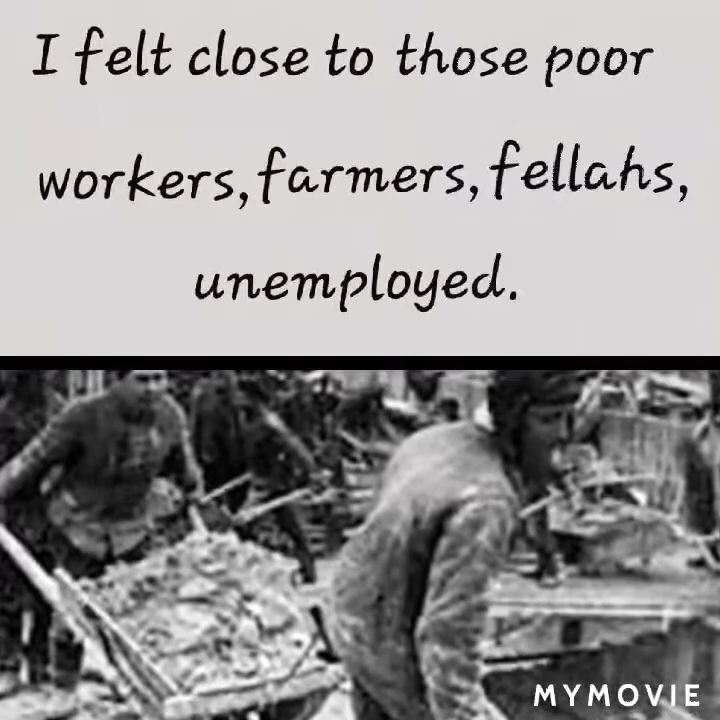 I felt close to those poor
workers, farmers, fellahs,
unemployed.
MYMOVIE